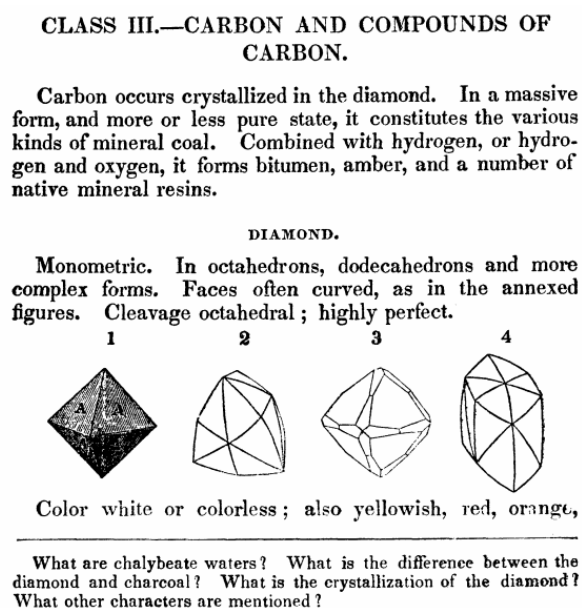 CLASS III.—CARBON AND COMPOUNDS OF
CARBON.
Carbon occurs crystallized in the diamond. In a massive
form, and more or less pure state, it constitutes the various
kinds of mineral coal. Combined with hydrogen, or hydro-
gen and oxygen, it forms bitumen, amber, and a number of
native mineral resins.
DIAMOND.
Monometric. In octahedrons, dodecahedrons and more
complex forms. Faces often curved, as in the annexed
figures. Cleavage octahedral; highly perfect.
1 2 3 4
A A
Color white or colorless; also yellowish, red, orange,
What are chalybeate waters? What is the difference between the
diamond and charcoal? What is the crystallization of the diamond?
What other characters are mentioned?